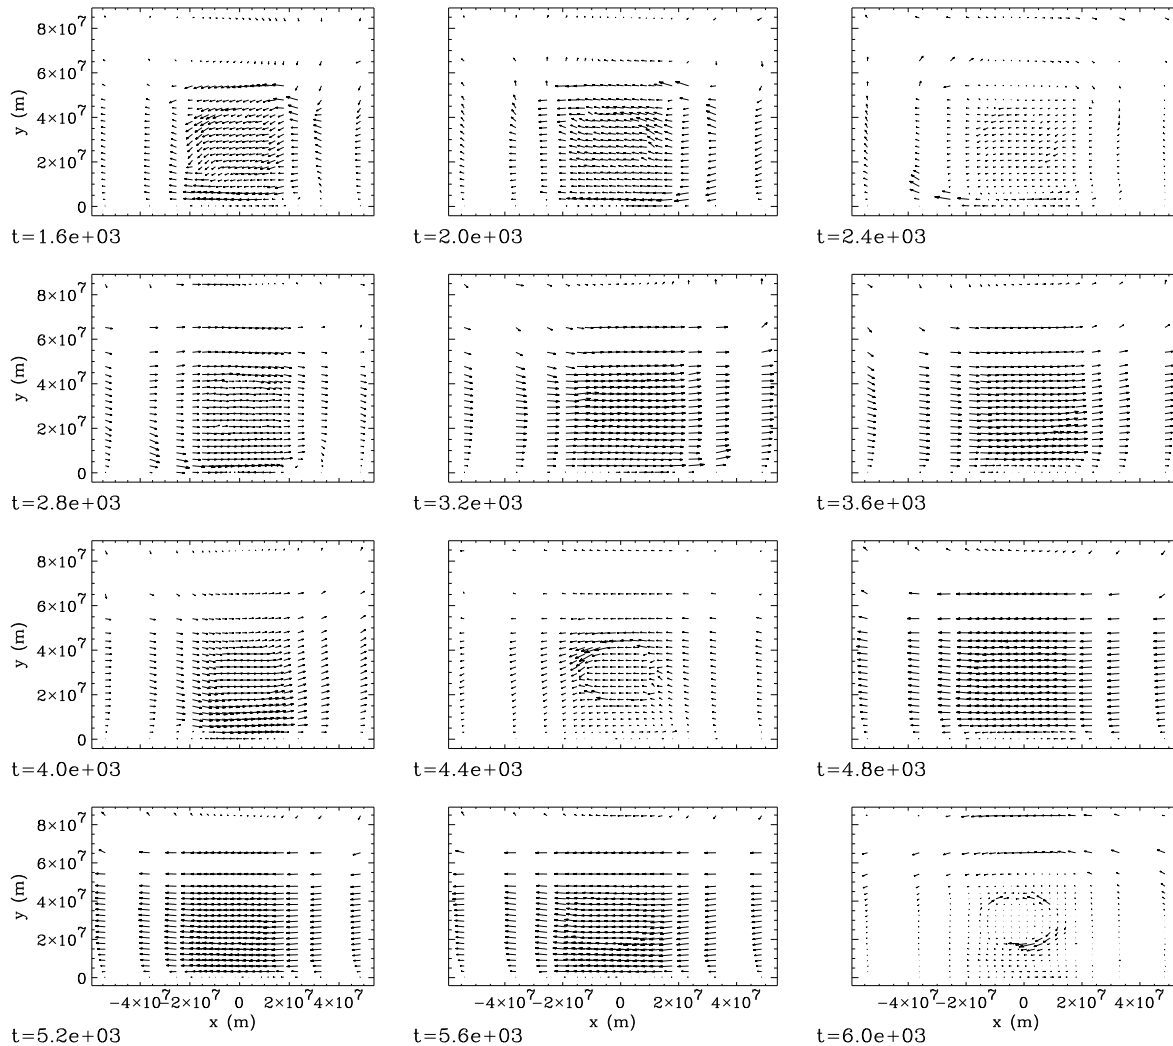 8×10⁷
6×10⁷
4×10⁷
2×10⁷
0
y (m)
t=1.6e+03
t=2.0e+03
t=2.4e+03
8×10⁷
6×10⁷
4×10⁷
2×10⁷
0
y (m)
t=2.8e+03
t=3.2e+03
t=3.6e+03
8×10⁷
6×10⁷
4×10⁷
2×10⁷
0
y (m)
t=4.0e+03
t=4.4e+03
t=4.8e+03
8×10⁷
6×10⁷
4×10⁷
2×10⁷
0
y (m)
−4×10⁷ −2×10⁷ 0 2×10⁷ 4×10⁷
x (m)
−4×10⁷ −2×10⁷ 0 2×10⁷ 4×10⁷
x (m)
−4×10⁷ −2×10⁷ 0 2×10⁷ 4×10⁷
x (m)
t=5.2e+03
t=5.6e+03
t=6.0e+03